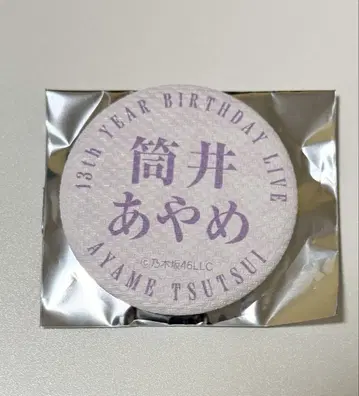 13th YEAR BIRTHDAY LIVE
筒井
あやめ
©乃木坂46LLC
AYAME TSUTSUI